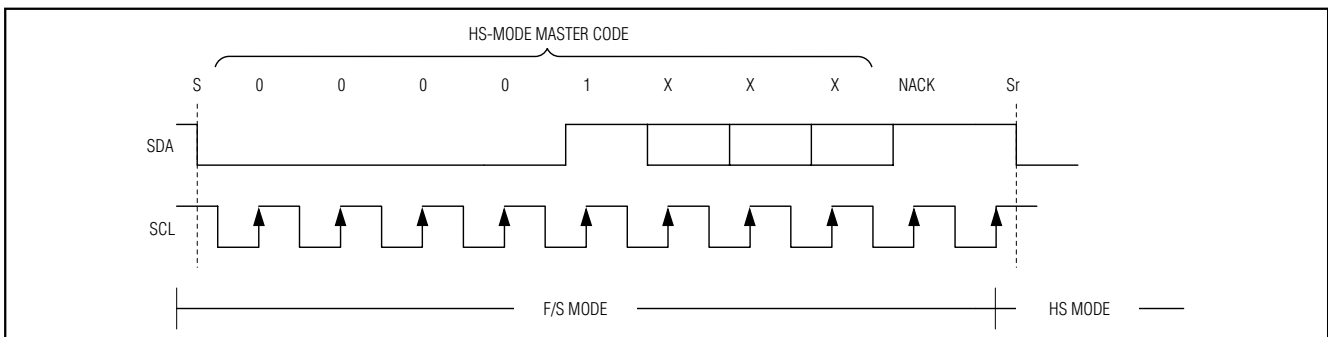 HS-MODE MASTER CODE
S 0 0 0 0 1 X X X NACK Sr
SDA
SCL
F/S MODE HS MODE